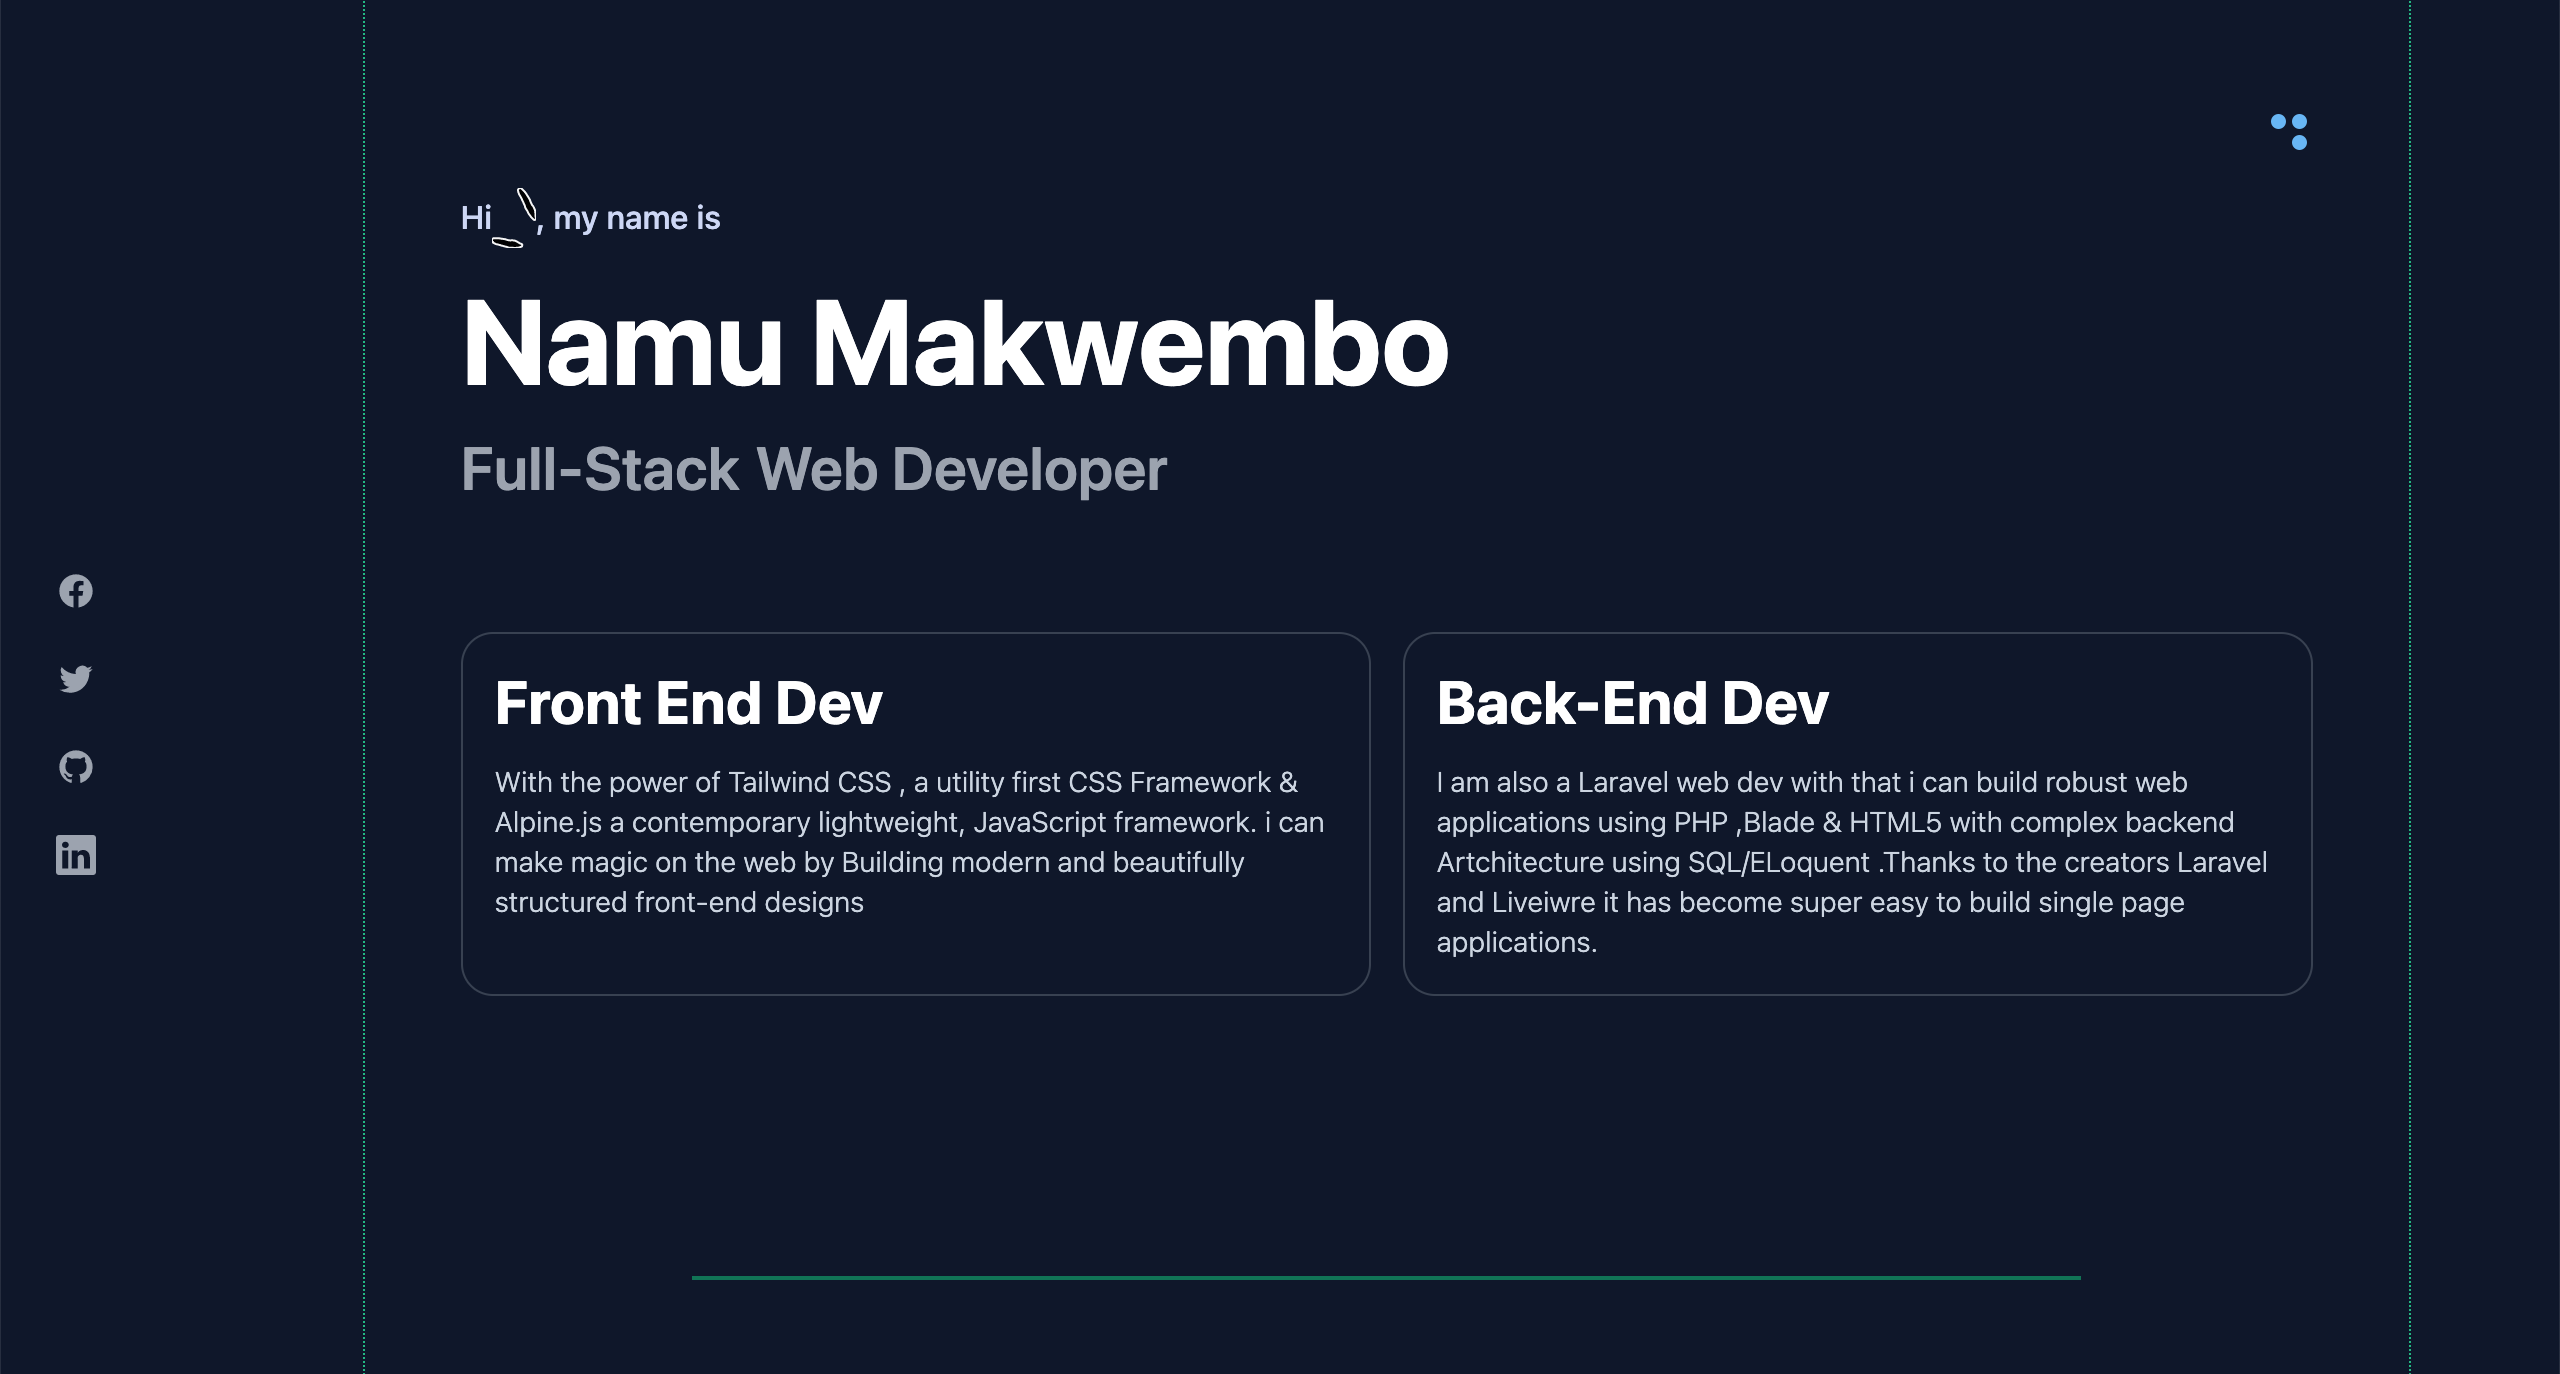 Hi, my name is
Namu Makwembo
Full-Stack Web Developer
Front End Dev
With the power of Tailwind CSS , a utility first CSS Framework &
Alpine.js a contemporary lightweight, JavaScript framework. i can
make magic on the web by Building modern and beautifully
structured front-end designs
Back-End Dev
I am also a Laravel web dev with that i can build robust web
applications using PHP ,Blade & HTML5 with complex backend
Artchitecture using SQL/ELoquent .Thanks to the creators Laravel
and Liveiwre it has become super easy to build single page
applications.
in